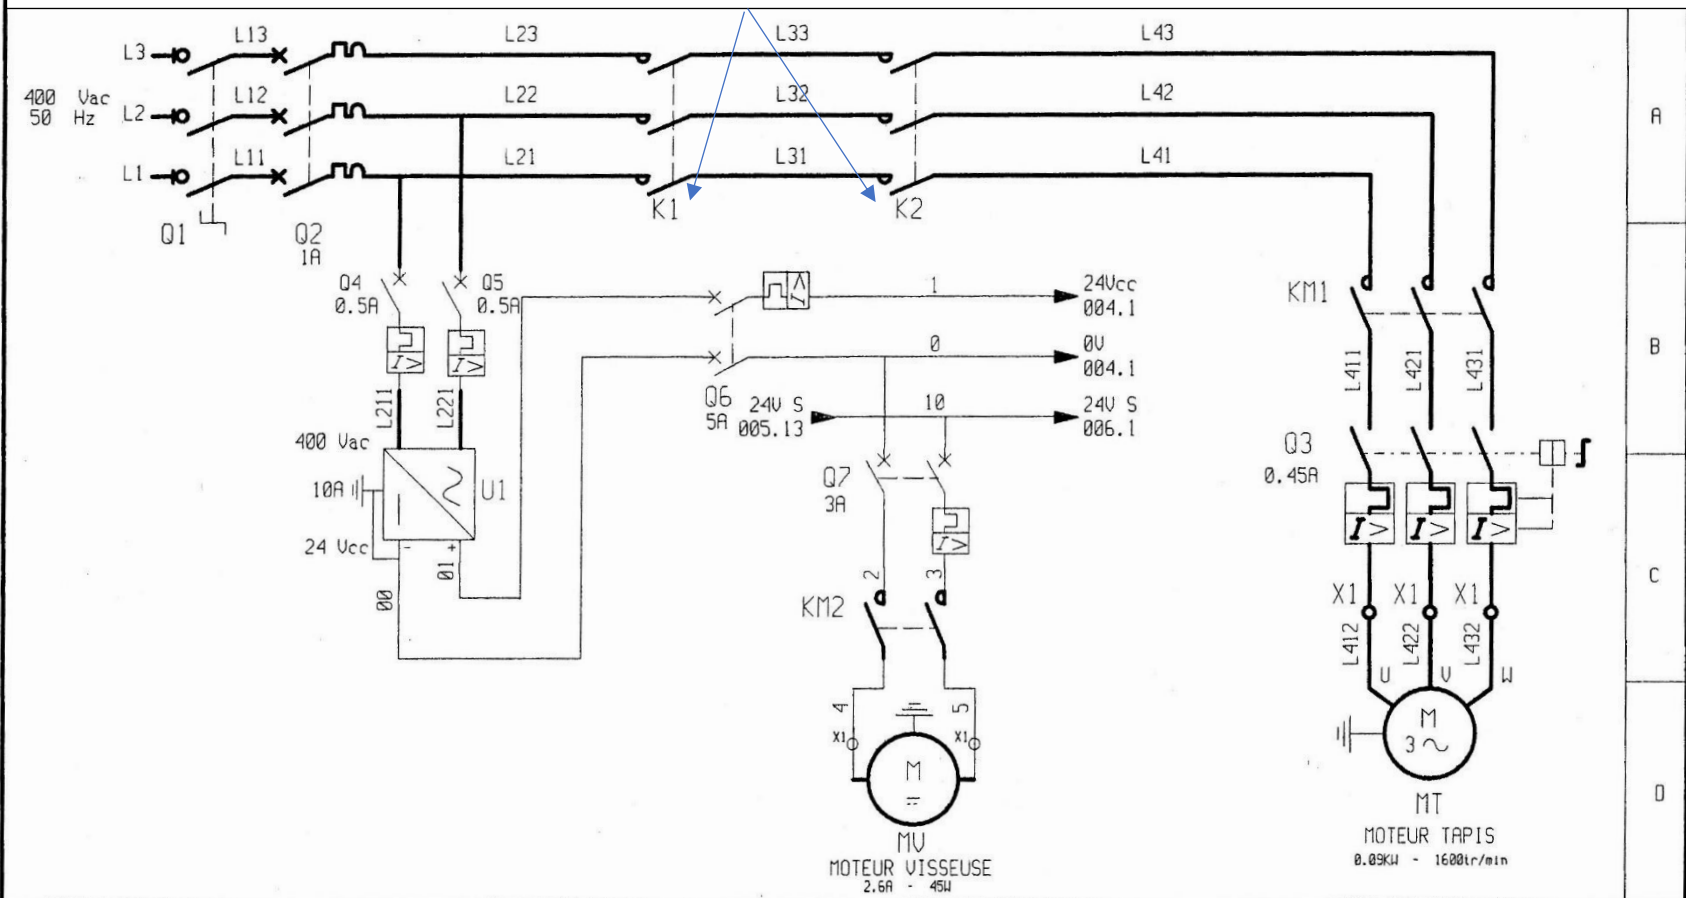 L13 L23 L33 L43
L3
400 Vac
50 Hz
L12 L22 L32 L42
L2
A
L11 L21 L31 L41
L1
Q1
Q2
1A
K1
K2
Q4
0.5A
Q5
0.5A
1
24Vcc
004.1
KM1
0
0V
004.1
B
L411
L421
L431
L211
L221
Q6
5A
24V S
005.13
10
24V S
006.1
400 Vac
Q3
0.45A
I >
I >
I >
I >
I >
I >
I >
10A
U1
Q7
3A
24 Vcc
-
+
01
00
2
3
C
KM2
X1
X1
X1
L412
L422
L432
U
V
W
4
5
X1
X1
M
M
3 ~
D
MV
MOTEUR VISSEUSE
2.6A - 45W
MT
MOTEUR TAPIS
0.09KW - 1600tr/min